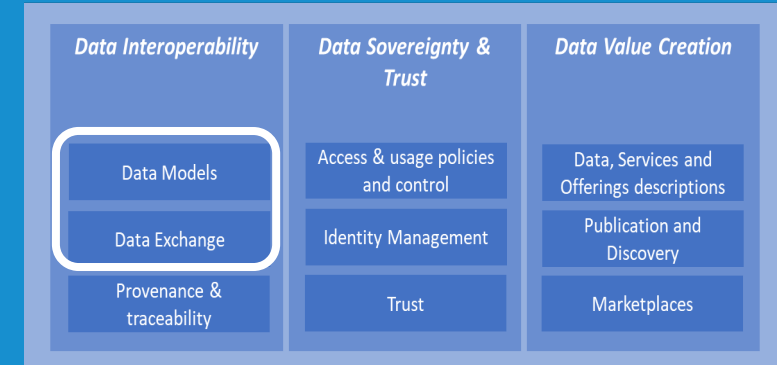 Data Interoperability
Data Models
Data Exchange
Provenance &
traceability
Data Sovereignty &
Trust
Access & usage policies
and control
Identity Management
Trust
Data Value Creation
Data, Services and
Offerings descriptions
Publication and
Discovery
Marketplaces